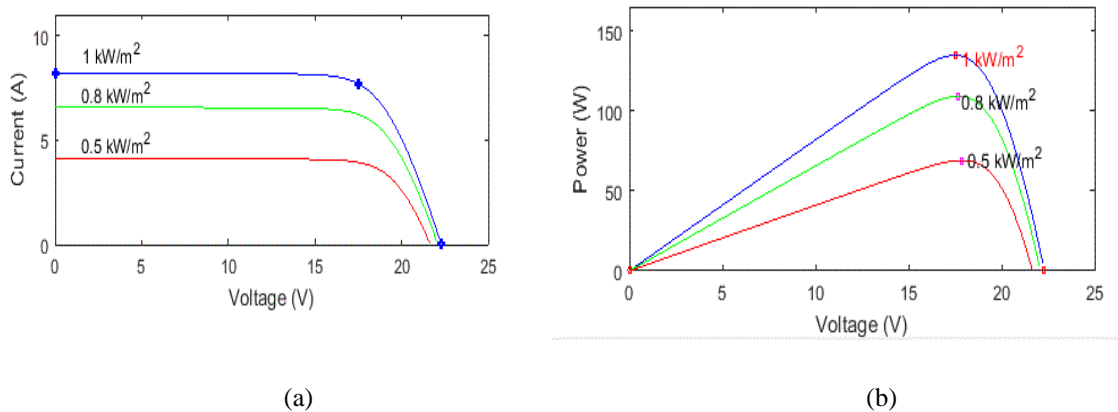 10
5
0
Current (A)
1 kW/m²
0.8 kW/m²
0.5 kW/m²
0 5 10 15 20 25
Voltage (V)
150
100
50
0
Power (W)
1 kW/m²
0.8 kW/m²
0.5 kW/m²
0 5 10 15 20 25
Voltage (V)
(a) (b)